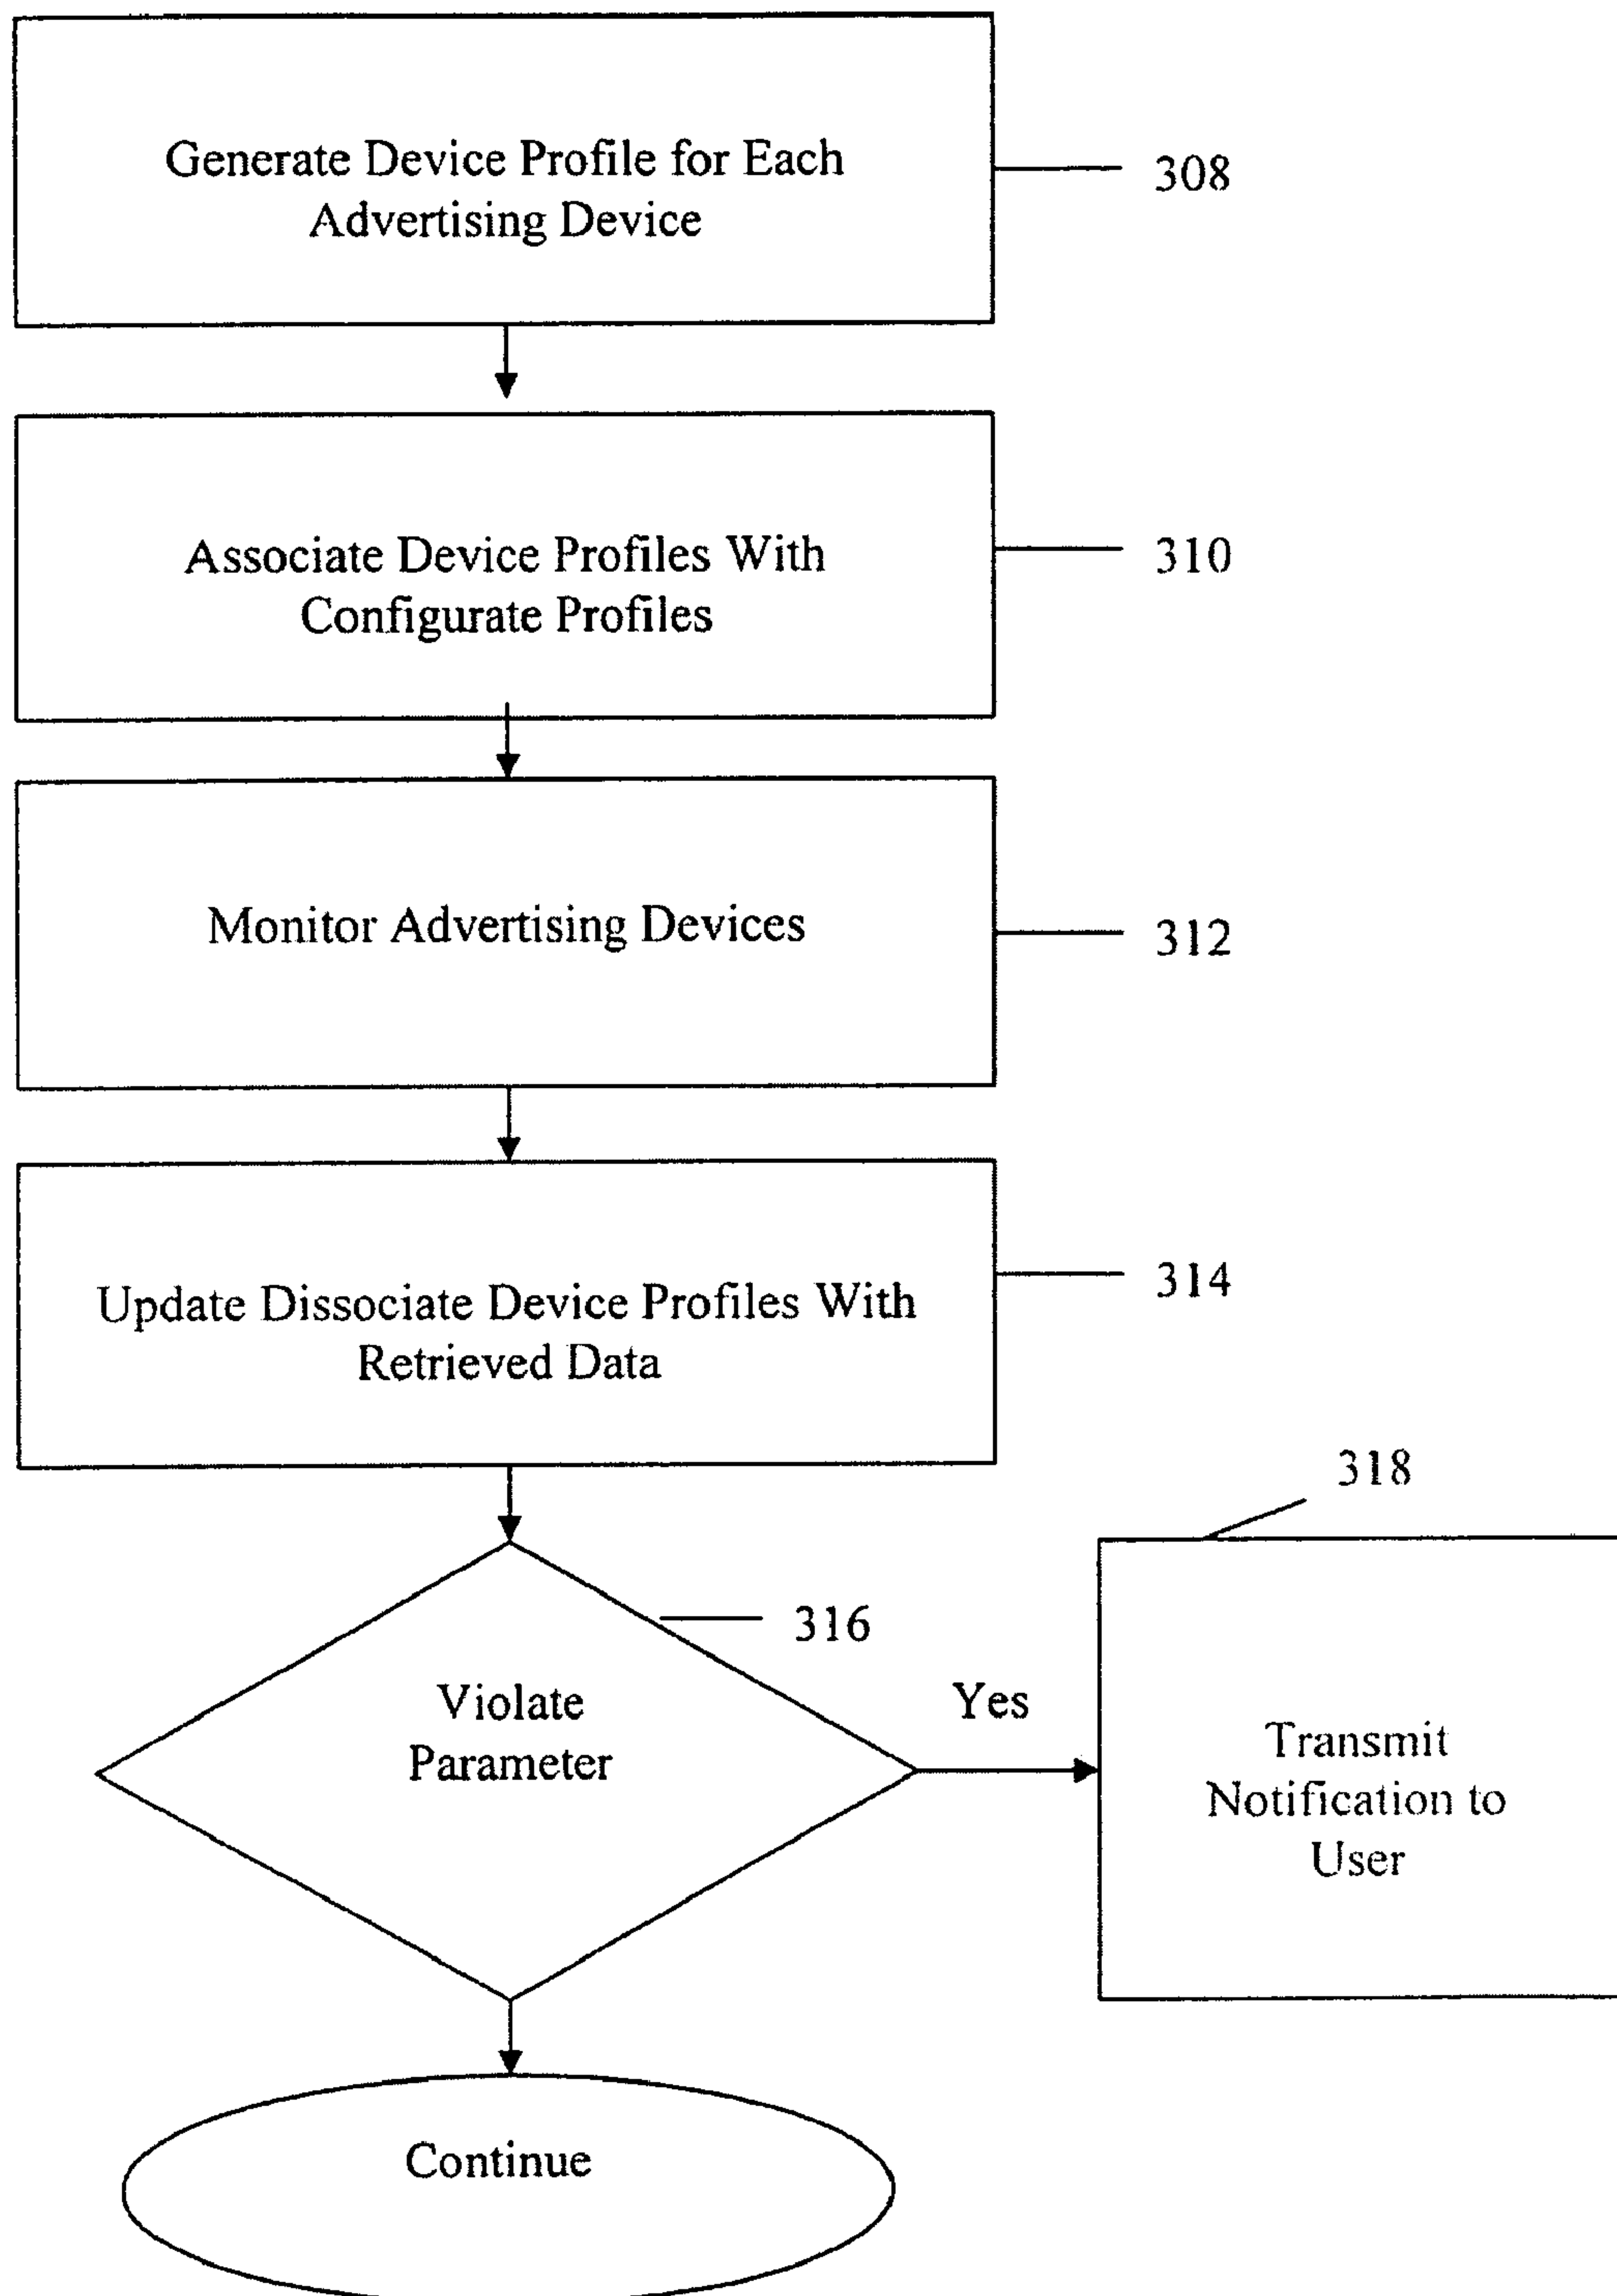 Generate Device Profile for Each
Advertising Device
308
Associate Device Profiles With
Configurate Profiles
310
Monitor Advertising Devices
312
Update Dissociate Device Profiles With
Retrieved Data
314
318
316
Violate
Parameter
Yes
Transmit
Notification to
User
Continue